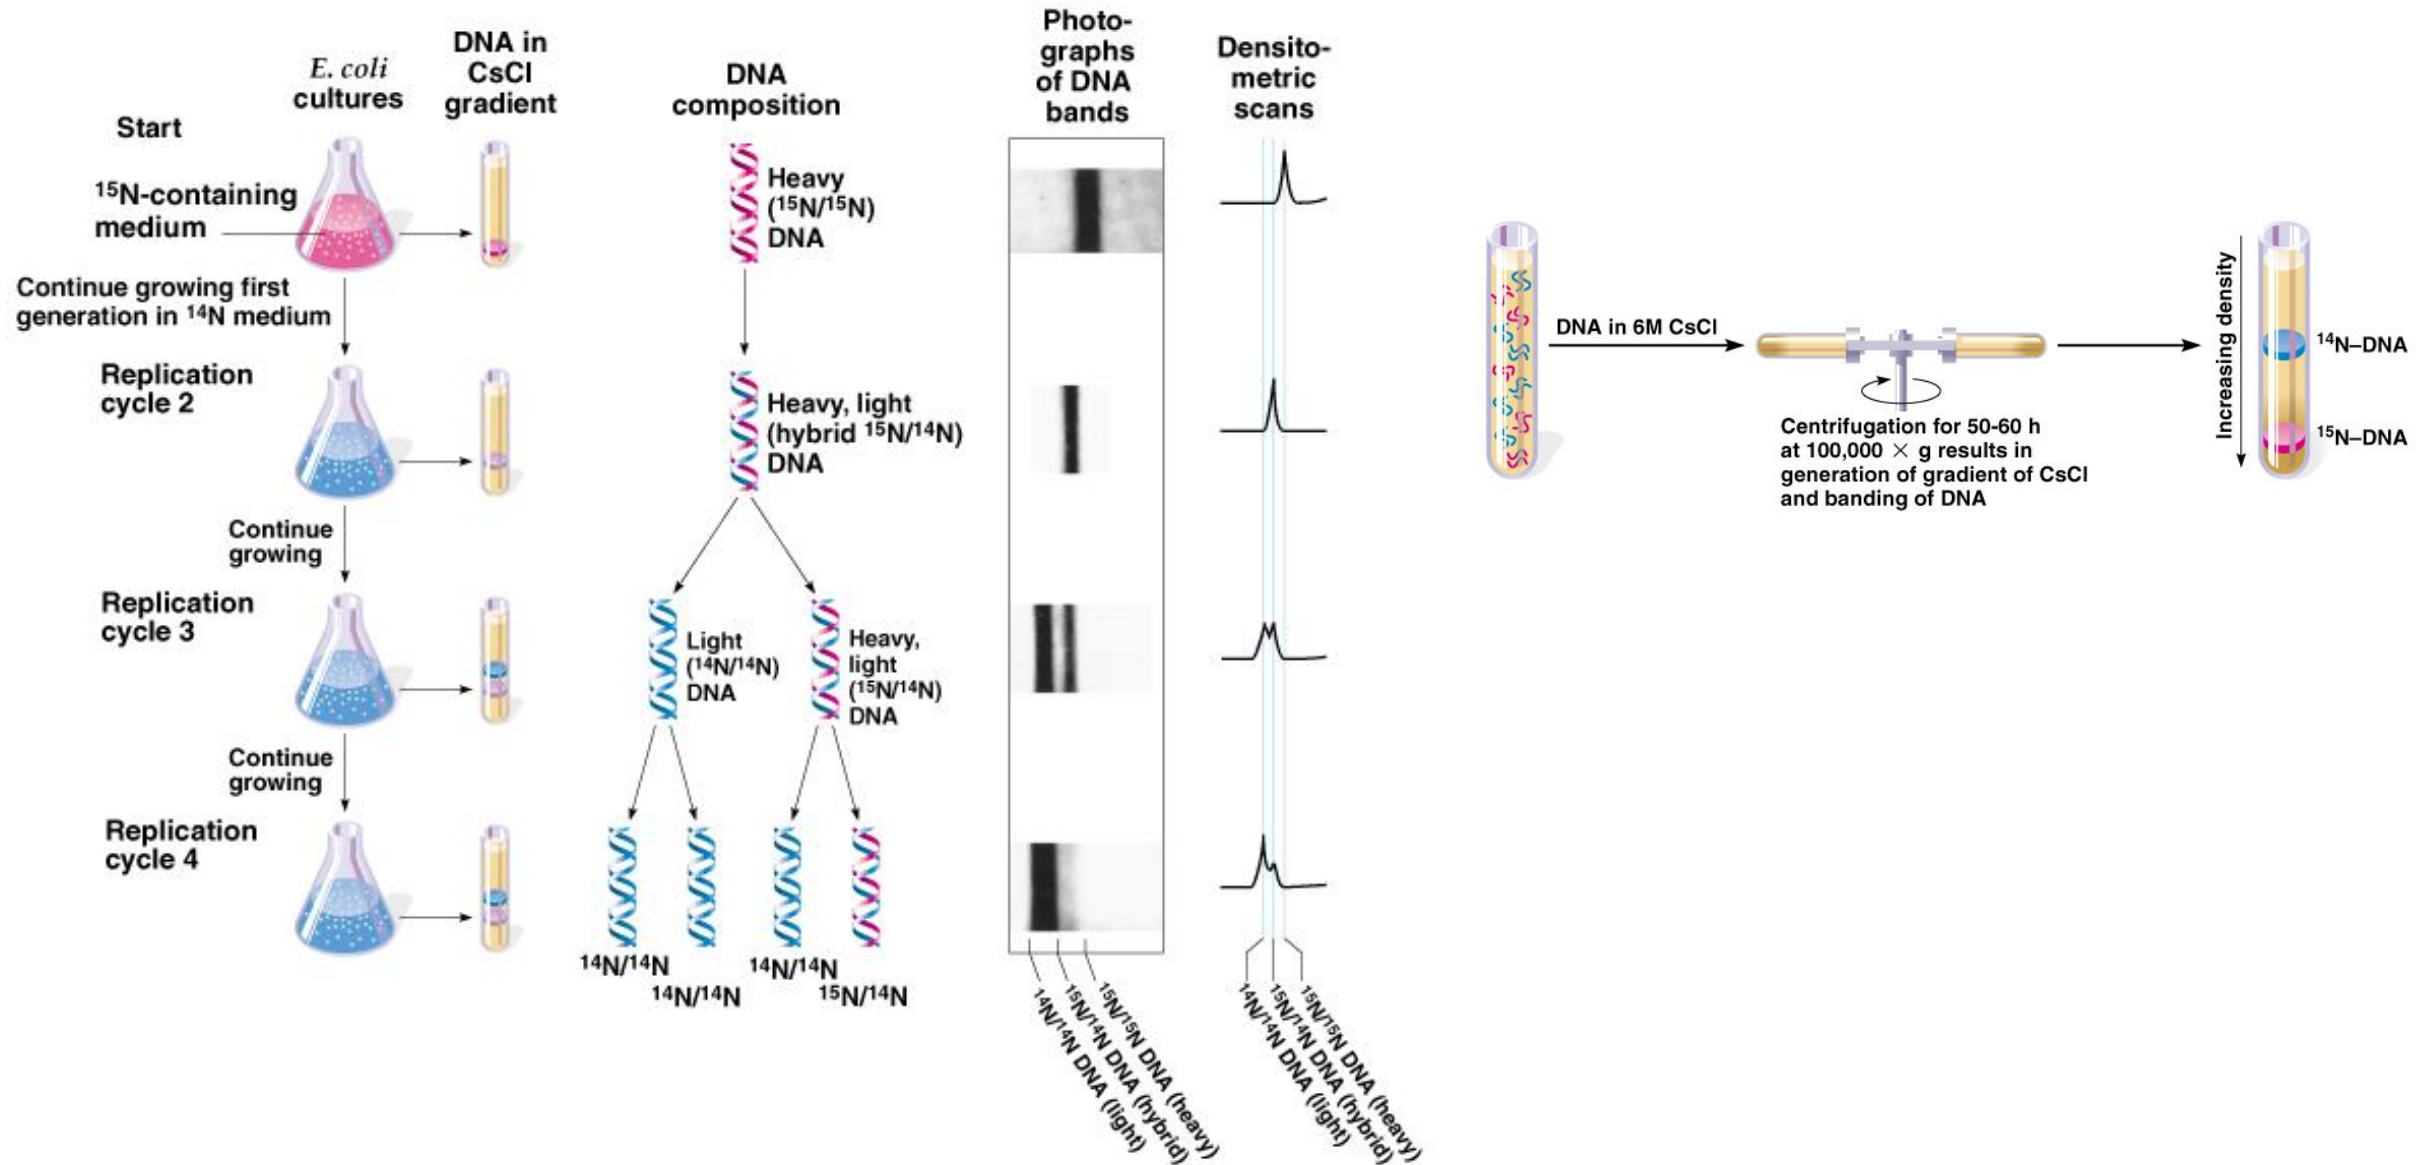 E. coli
cultures
DNA in
CsCl
gradient
DNA
composition
Photo-
graphs
of DNA
bands
Densito-
metric
scans
Start
¹⁵N-containing
medium
Heavy
(¹⁵N/¹⁵N)
DNA
Continue growing first
generation in ¹⁴N medium
Replication
cycle 2
Heavy, light
(hybrid ¹⁵N/¹⁴N)
DNA
Continue
growing
Replication
cycle 3
Light
(¹⁴N/¹⁴N)
DNA
Heavy,
light
(¹⁵N/¹⁴N)
DNA
Continue
growing
Replication
cycle 4
¹⁴N/¹⁴N
¹⁴N/¹⁴N
¹⁴N/¹⁴N
¹⁵N/¹⁴N
¹⁴N/¹⁴N DNA (light)
¹⁵N/¹⁴N DNA (hybrid)
¹⁵N/¹⁵N DNA (heavy)
¹⁴N/¹⁴N DNA (light)
¹⁵N/¹⁴N DNA (hybrid)
¹⁵N/¹⁵N DNA (heavy)
DNA in 6M CsCl
Centrifugation for 50-60 h
at 100,000 × g results in
generation of gradient of CsCl
and banding of DNA
Increasing density
¹⁴N–DNA
¹⁵N–DNA